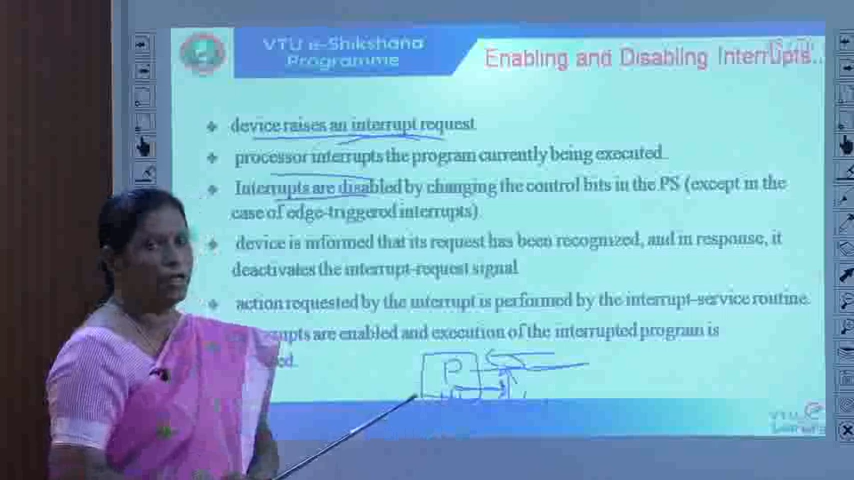 VTU e-Shikshana
Programme
Enabling and Disabling Interrupts..
device raises an interrupt request
processor interrupts the program currently being executed.
Interrupts are disabled by changing the control bits in the PS (except in the
case of edge-triggered interrupts)
device is informed that its request has been recognized, and in response, it
deactivates the interrupt-request signal
action requested by the interrupt is performed by the interrupt-service routine.
are enabled and execution of the interrupted program is
P
VTU